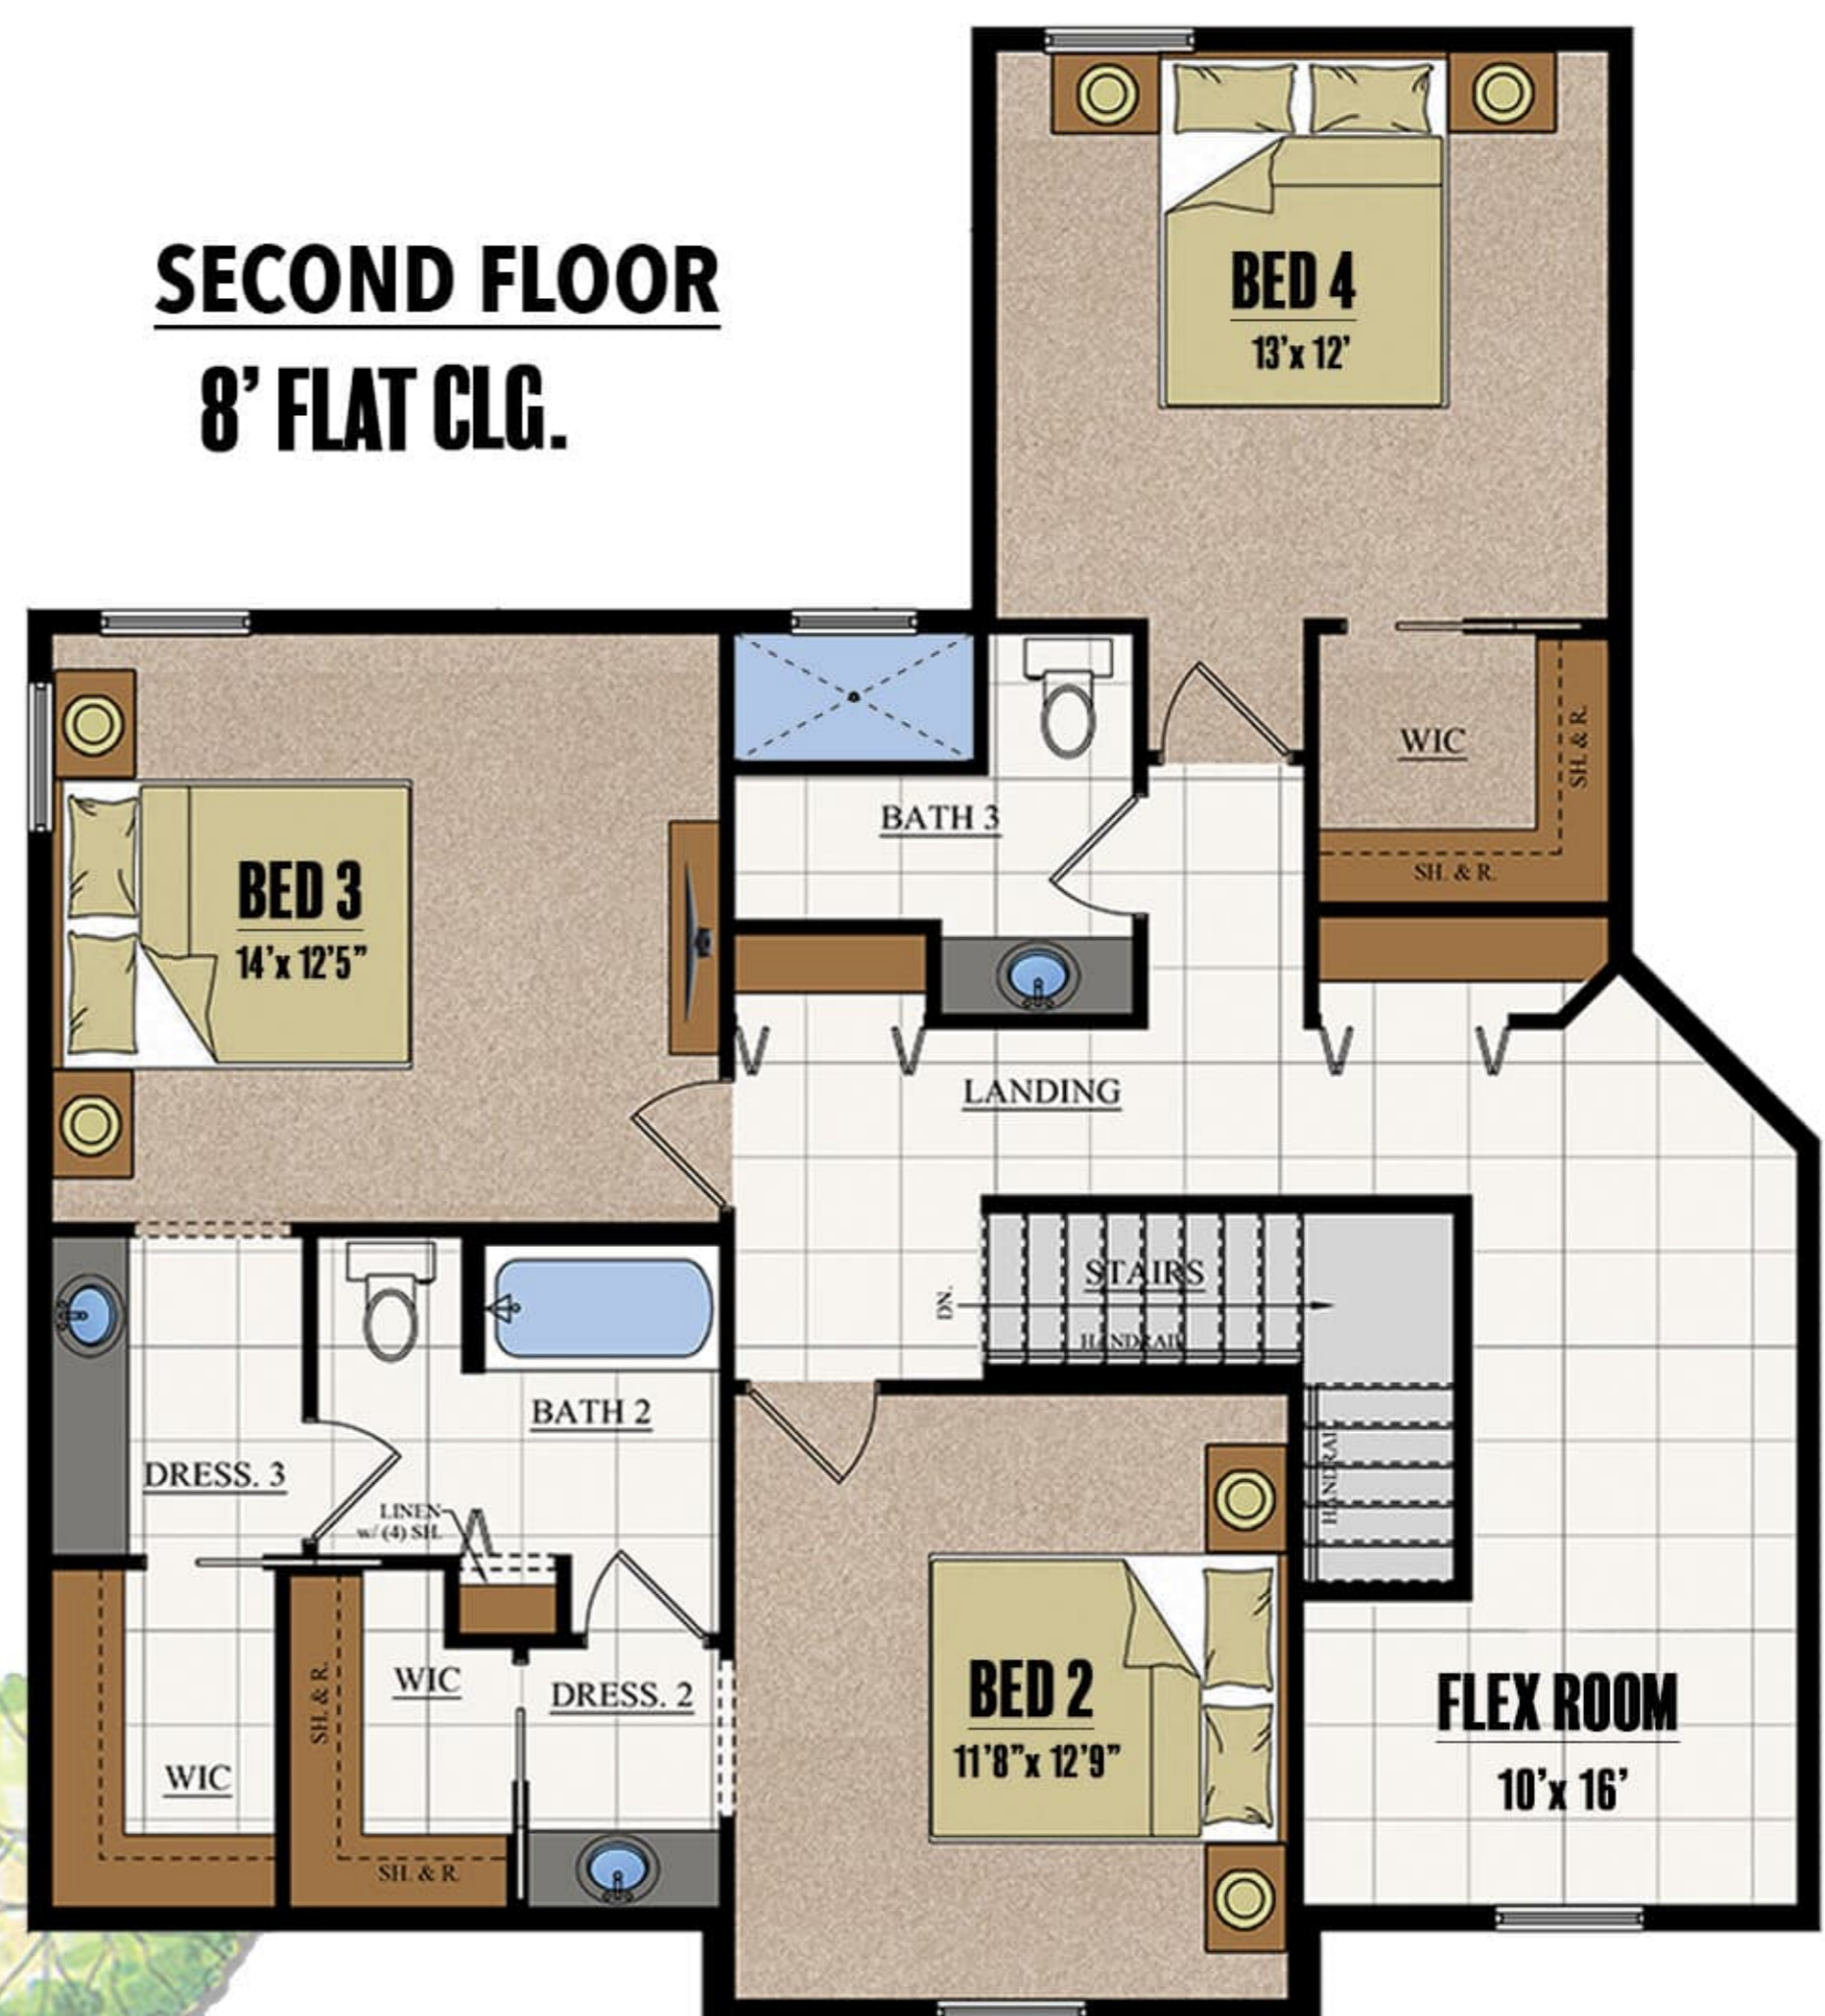 SECOND FLOOR
8' FLAT CLG.
BED 4
13'x 12'
WIC
SH. & R.
SH. & R.
BATH 3
BED 3
14'x 12'5"
LANDING
STAIRS
DN.
HANDRAIL
HANDRAIL
BATH 2
DRESS. 3
LINEN
w/ (4) SH.
WIC
SH. & R.
DRESS. 2
WIC
SH. & R.
BED 2
11'8"x 12'9"
FLEX ROOM
10'x 16'